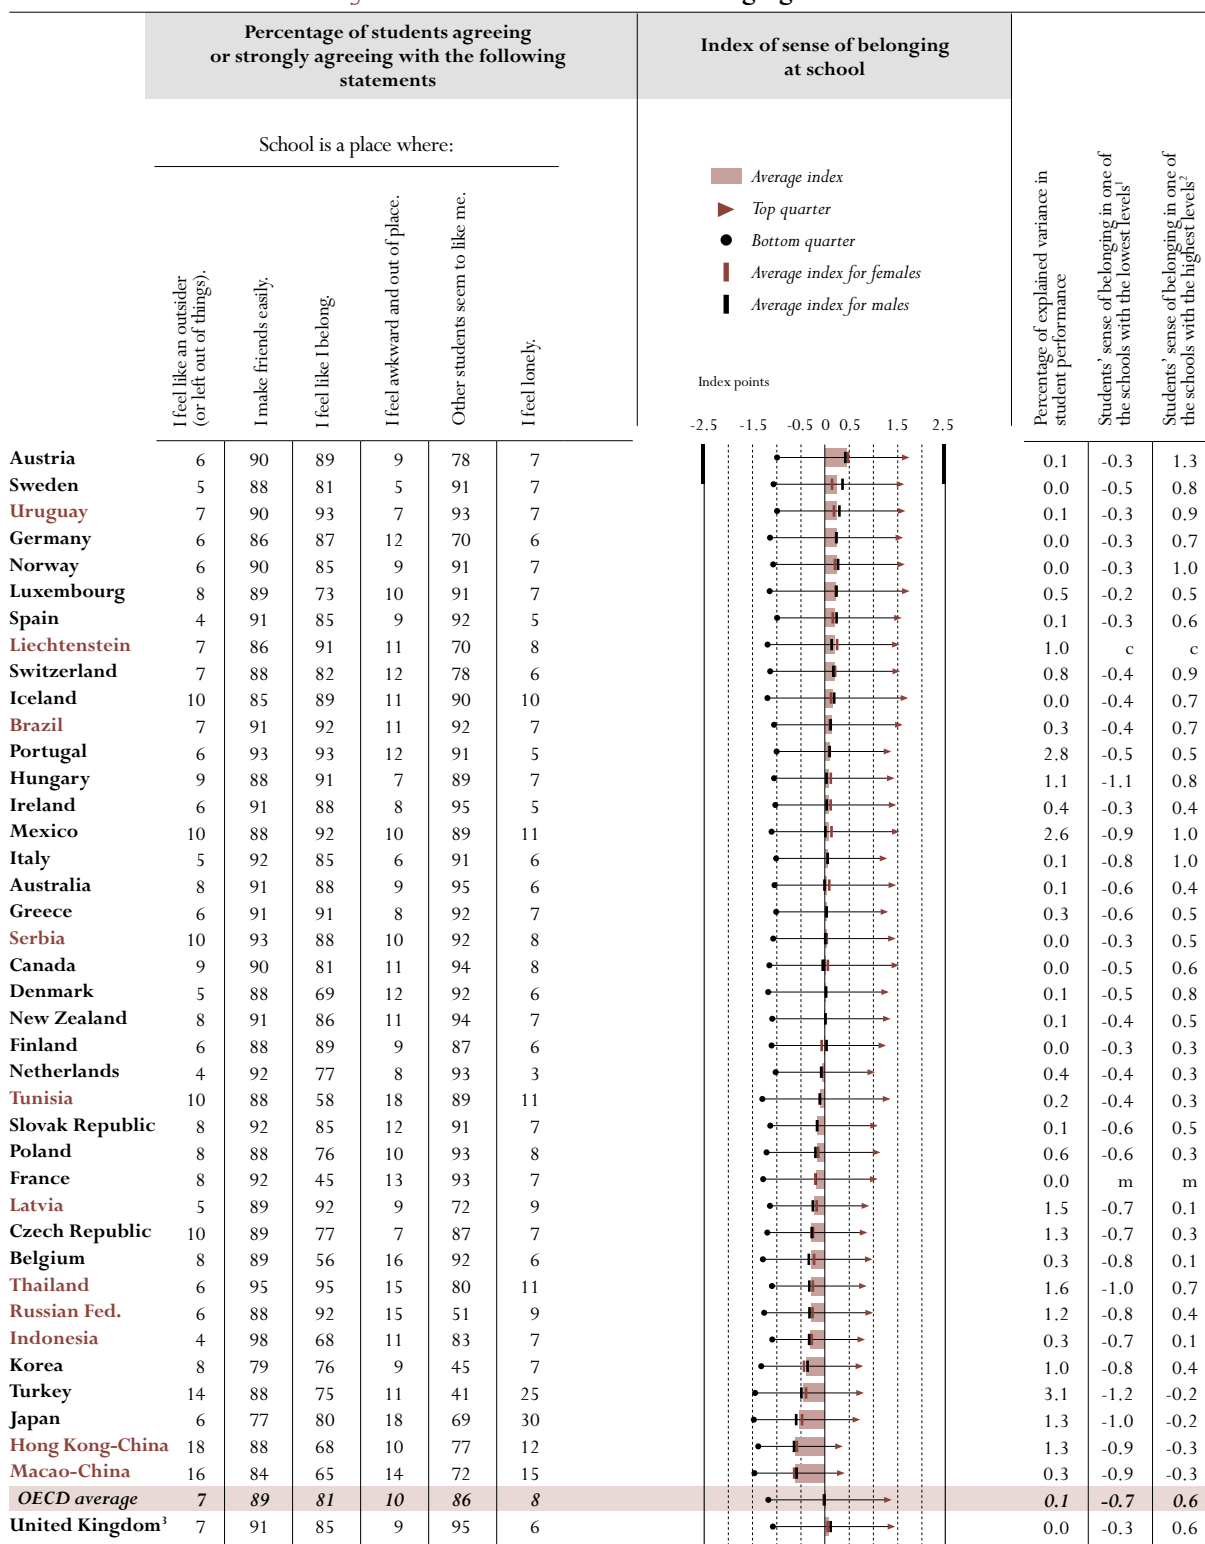 Percentage of students agreeing
or strongly agreeing with the following
statements
Index of sense of belonging
at school
School is a place where:
I feel like an outsider
(or left out of things).
I make friends easily.
I feel like I belong.
I feel awkward and out of place.
Other students seem to like me.
I feel lonely.
Average index
Top quarter
Bottom quarter
Average index for females
Average index for males
Index points
-2.5 -1.5 -0.5 0 0.5 1.5 2.5
Percentage of explained variance in
student performance
Students' sense of belonging in one of
the schools with the lowest levels¹
Students' sense of belonging in one of
the schools with the highest levels²
Austria 6 90 89 9 78 7 0.1 -0.3 1.3
Sweden 5 88 81 5 91 7 0.0 -0.5 0.8
Uruguay 7 90 93 7 93 7 0.1 -0.3 0.9
Germany 6 86 87 12 70 6 0.0 -0.3 0.7
Norway 6 90 85 9 91 7 0.0 -0.3 1.0
Luxembourg 8 89 73 10 91 7 0.5 -0.2 0.5
Spain 4 91 85 9 92 5 0.1 -0.3 0.6
Liechtenstein 7 86 91 11 70 8 1.0 c c
Switzerland 7 88 82 12 78 6 0.8 -0.4 0.9
Iceland 10 85 89 11 90 10 0.0 -0.4 0.7
Brazil 7 91 92 11 92 7 0.3 -0.4 0.7
Portugal 6 93 93 12 91 5 2.8 -0.5 0.5
Hungary 9 88 91 7 89 7 1.1 -1.1 0.8
Ireland 6 91 88 8 95 5 0.4 -0.3 0.4
Mexico 10 88 92 10 89 11 2.6 -0.9 1.0
Italy 5 92 85 6 91 6 0.1 -0.8 1.0
Australia 8 91 88 9 95 6 0.1 -0.6 0.4
Greece 6 91 91 8 92 7 0.3 -0.6 0.5
Serbia 10 93 88 10 92 8 0.0 -0.3 0.5
Canada 9 90 81 11 94 8 0.0 -0.5 0.6
Denmark 5 88 69 12 92 6 0.1 -0.5 0.8
New Zealand 8 91 86 11 94 7 0.1 -0.4 0.5
Finland 6 88 89 9 87 6 0.0 -0.3 0.3
Netherlands 4 92 77 8 93 3 0.4 -0.4 0.3
Tunisia 10 88 58 18 89 11 0.2 -0.4 0.3
Slovak Republic 8 92 85 12 91 7 0.1 -0.6 0.5
Poland 8 88 76 10 93 8 0.6 -0.6 0.3
France 8 92 45 13 93 7 0.0 m m
Latvia 5 89 92 9 72 9 1.5 -0.7 0.1
Czech Republic 10 89 77 7 87 7 1.3 -0.7 0.3
Belgium 8 89 56 16 92 6 0.3 -0.8 0.1
Thailand 6 95 95 15 80 11 1.6 -1.0 0.7
Russian Fed. 6 88 92 15 51 9 1.2 -0.8 0.4
Indonesia 4 98 68 11 83 7 0.3 -0.7 0.1
Korea 8 79 76 9 45 7 1.0 -0.8 0.4
Turkey 14 88 75 11 41 25 3.1 -1.2 -0.2
Japan 6 77 80 18 69 30 1.3 -1.0 -0.2
Hong Kong-China 18 88 68 10 77 12 1.3 -0.9 -0.3
Macao-China 16 84 65 14 72 15 0.3 -0.9 -0.3
OECD average 7 89 81 10 86 8 0.1 -0.7 0.6
United Kingdom³ 7 91 85 9 95 6 0.0 -0.3 0.6